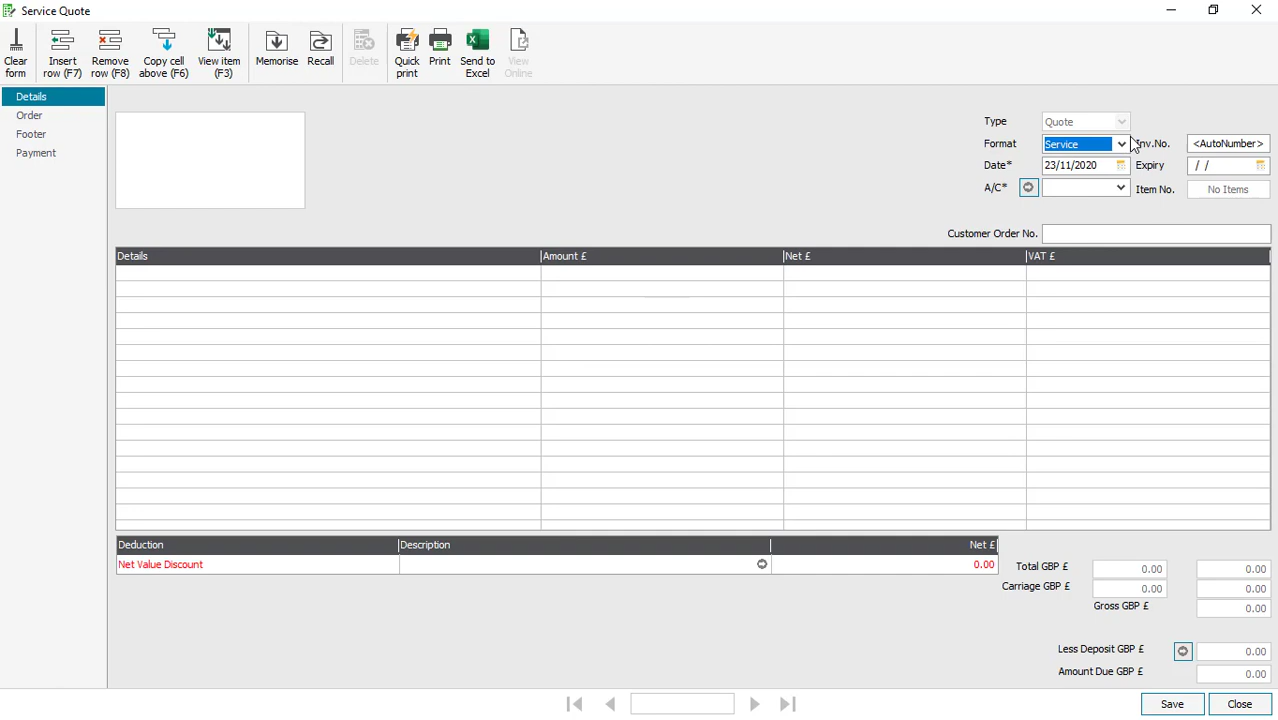 Service Quote
Clear form
Insert row (F7)
Remove row (F8)
Copy cell above (F6)
View item (F3)
Memorise
Recall
Delete
Quick print
Print
Send to Excel
View Online
Details
Order
Footer
Payment
Type Quote
Format Service Inv.No. <AutoNumber>
Date* 23/11/2020 Expiry / /
A/C* Item No. No Items
Customer Order No.
Details Amount £ Net £ VAT £
Deduction Description Net £
Net Value Discount 0.00
Total GBP £ 0.00 0.00
Carriage GBP £ 0.00 0.00
Gross GBP £ 0.00
Less Deposit GBP £ 0.00
Amount Due GBP £ 0.00
Save Close